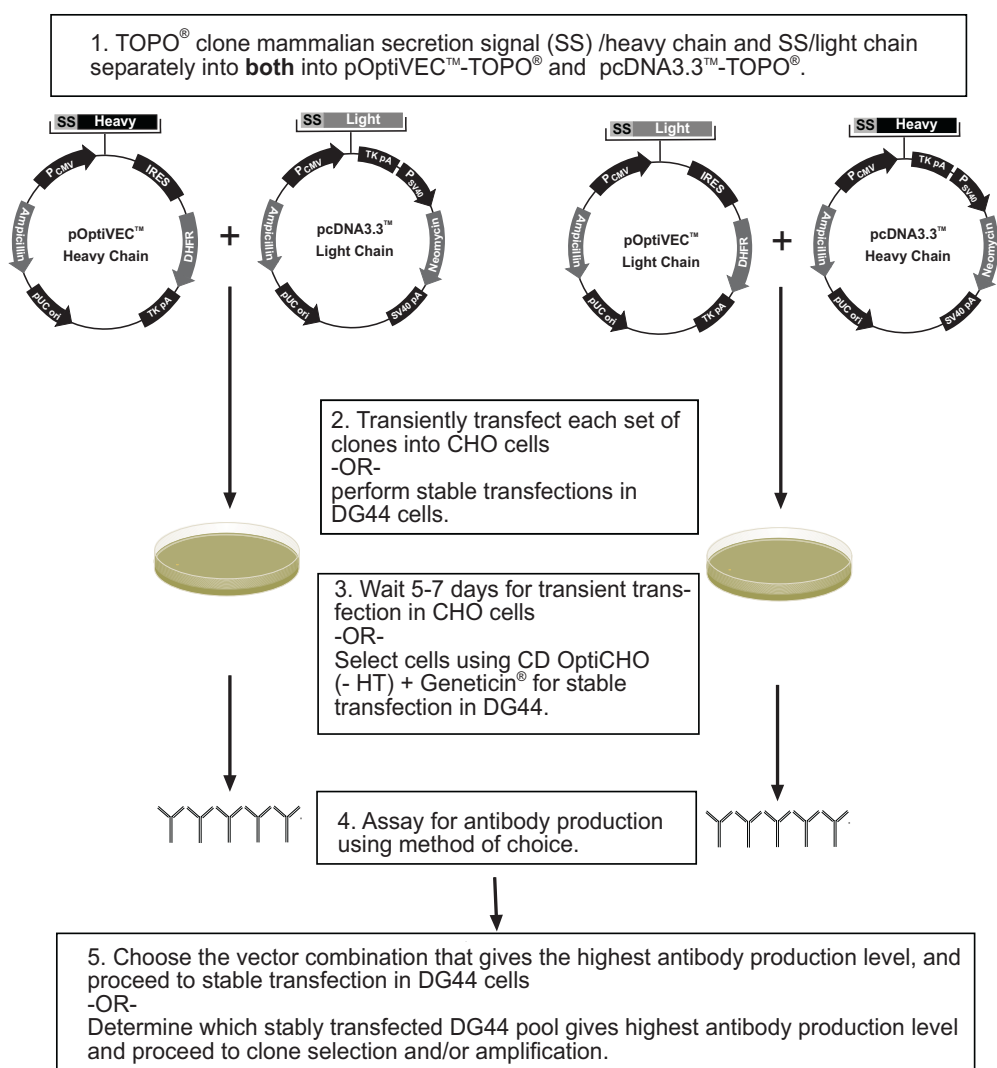 1. TOPO® clone mammalian secretion signal (SS) /heavy chain and SS/light chain
separately into both into pOptiVEC™-TOPO® and pcDNA3.3™-TOPO®.
SS Heavy
SS Light
SS Light
SS Heavy
PCMV
IRES
DHFR
TK pA
pUC ori
Ampicillin
pOptiVEC™
Heavy Chain
+
PCMV
TK pA
PSV40
Neomycin
SV40 pA
pUC ori
Ampicillin
pcDNA3.3™
Light Chain
PCMV
IRES
DHFR
TK pA
pUC ori
Ampicillin
pOptiVEC™
Light Chain
+
PCMV
TK pA
PSV40
Neomycin
SV40 pA
pUC ori
Ampicillin
pcDNA3.3™
Heavy Chain
2. Transiently transfect each set of
clones into CHO cells
-OR-
perform stable transfections in
DG44 cells.
3. Wait 5-7 days for transient trans-
fection in CHO cells
-OR-
Select cells using CD OptiCHO
(- HT) + Geneticin® for stable
transfection in DG44.
4. Assay for antibody production
using method of choice.
5. Choose the vector combination that gives the highest antibody production level, and
proceed to stable transfection in DG44 cells
-OR-
Determine which stably transfected DG44 pool gives highest antibody production level
and proceed to clone selection and/or amplification.